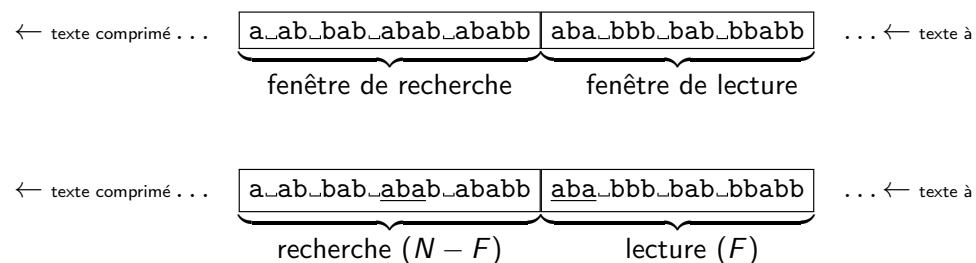 ← texte comprimé ... a␣ab␣bab␣abab␣ababb aba␣bbb␣bab␣bbabb ... ← texte à
fenêtre de recherche fenêtre de lecture
← texte comprimé ... a␣ab␣bab␣abab␣ababb aba␣bbb␣bab␣bbabb ... ← texte à
recherche (N − F) lecture (F)